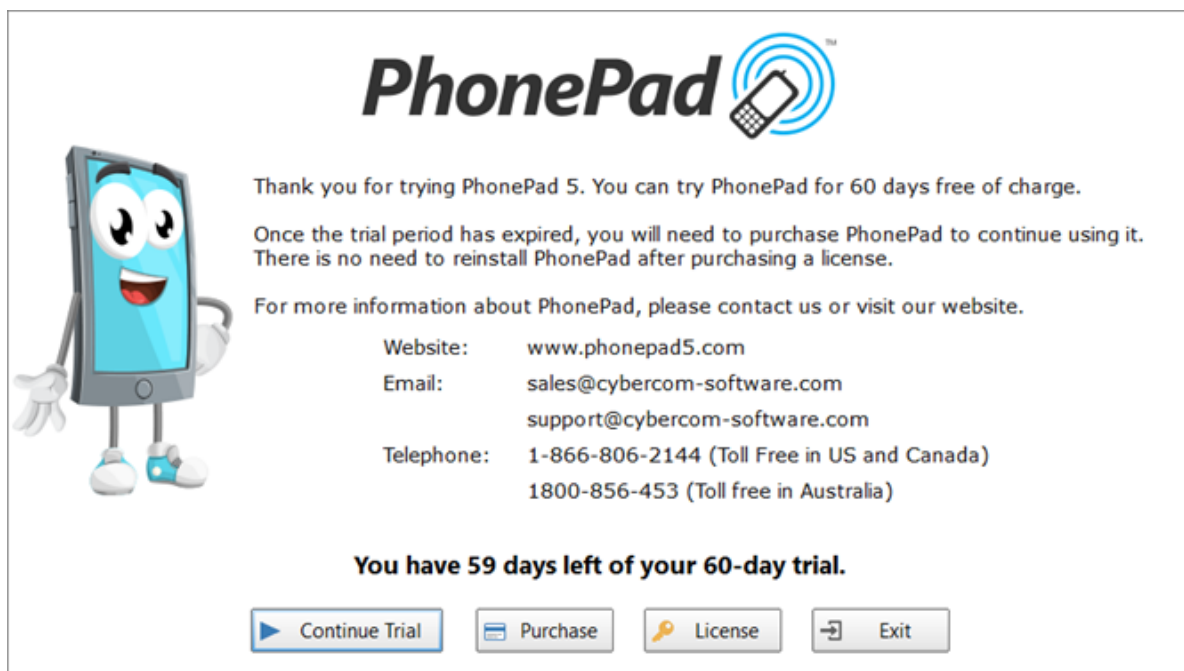 PhonePad™
Thank you for trying PhonePad 5. You can try PhonePad for 60 days free of charge.
Once the trial period has expired, you will need to purchase PhonePad to continue using it.
There is no need to reinstall PhonePad after purchasing a license.
For more information about PhonePad, please contact us or visit our website.
Website: www.phonepad5.com
Email: sales@cybercom-software.com
support@cybercom-software.com
Telephone: 1-866-806-2144 (Toll Free in US and Canada)
1800-856-453 (Toll free in Australia)
You have 59 days left of your 60-day trial.
Continue Trial Purchase License Exit